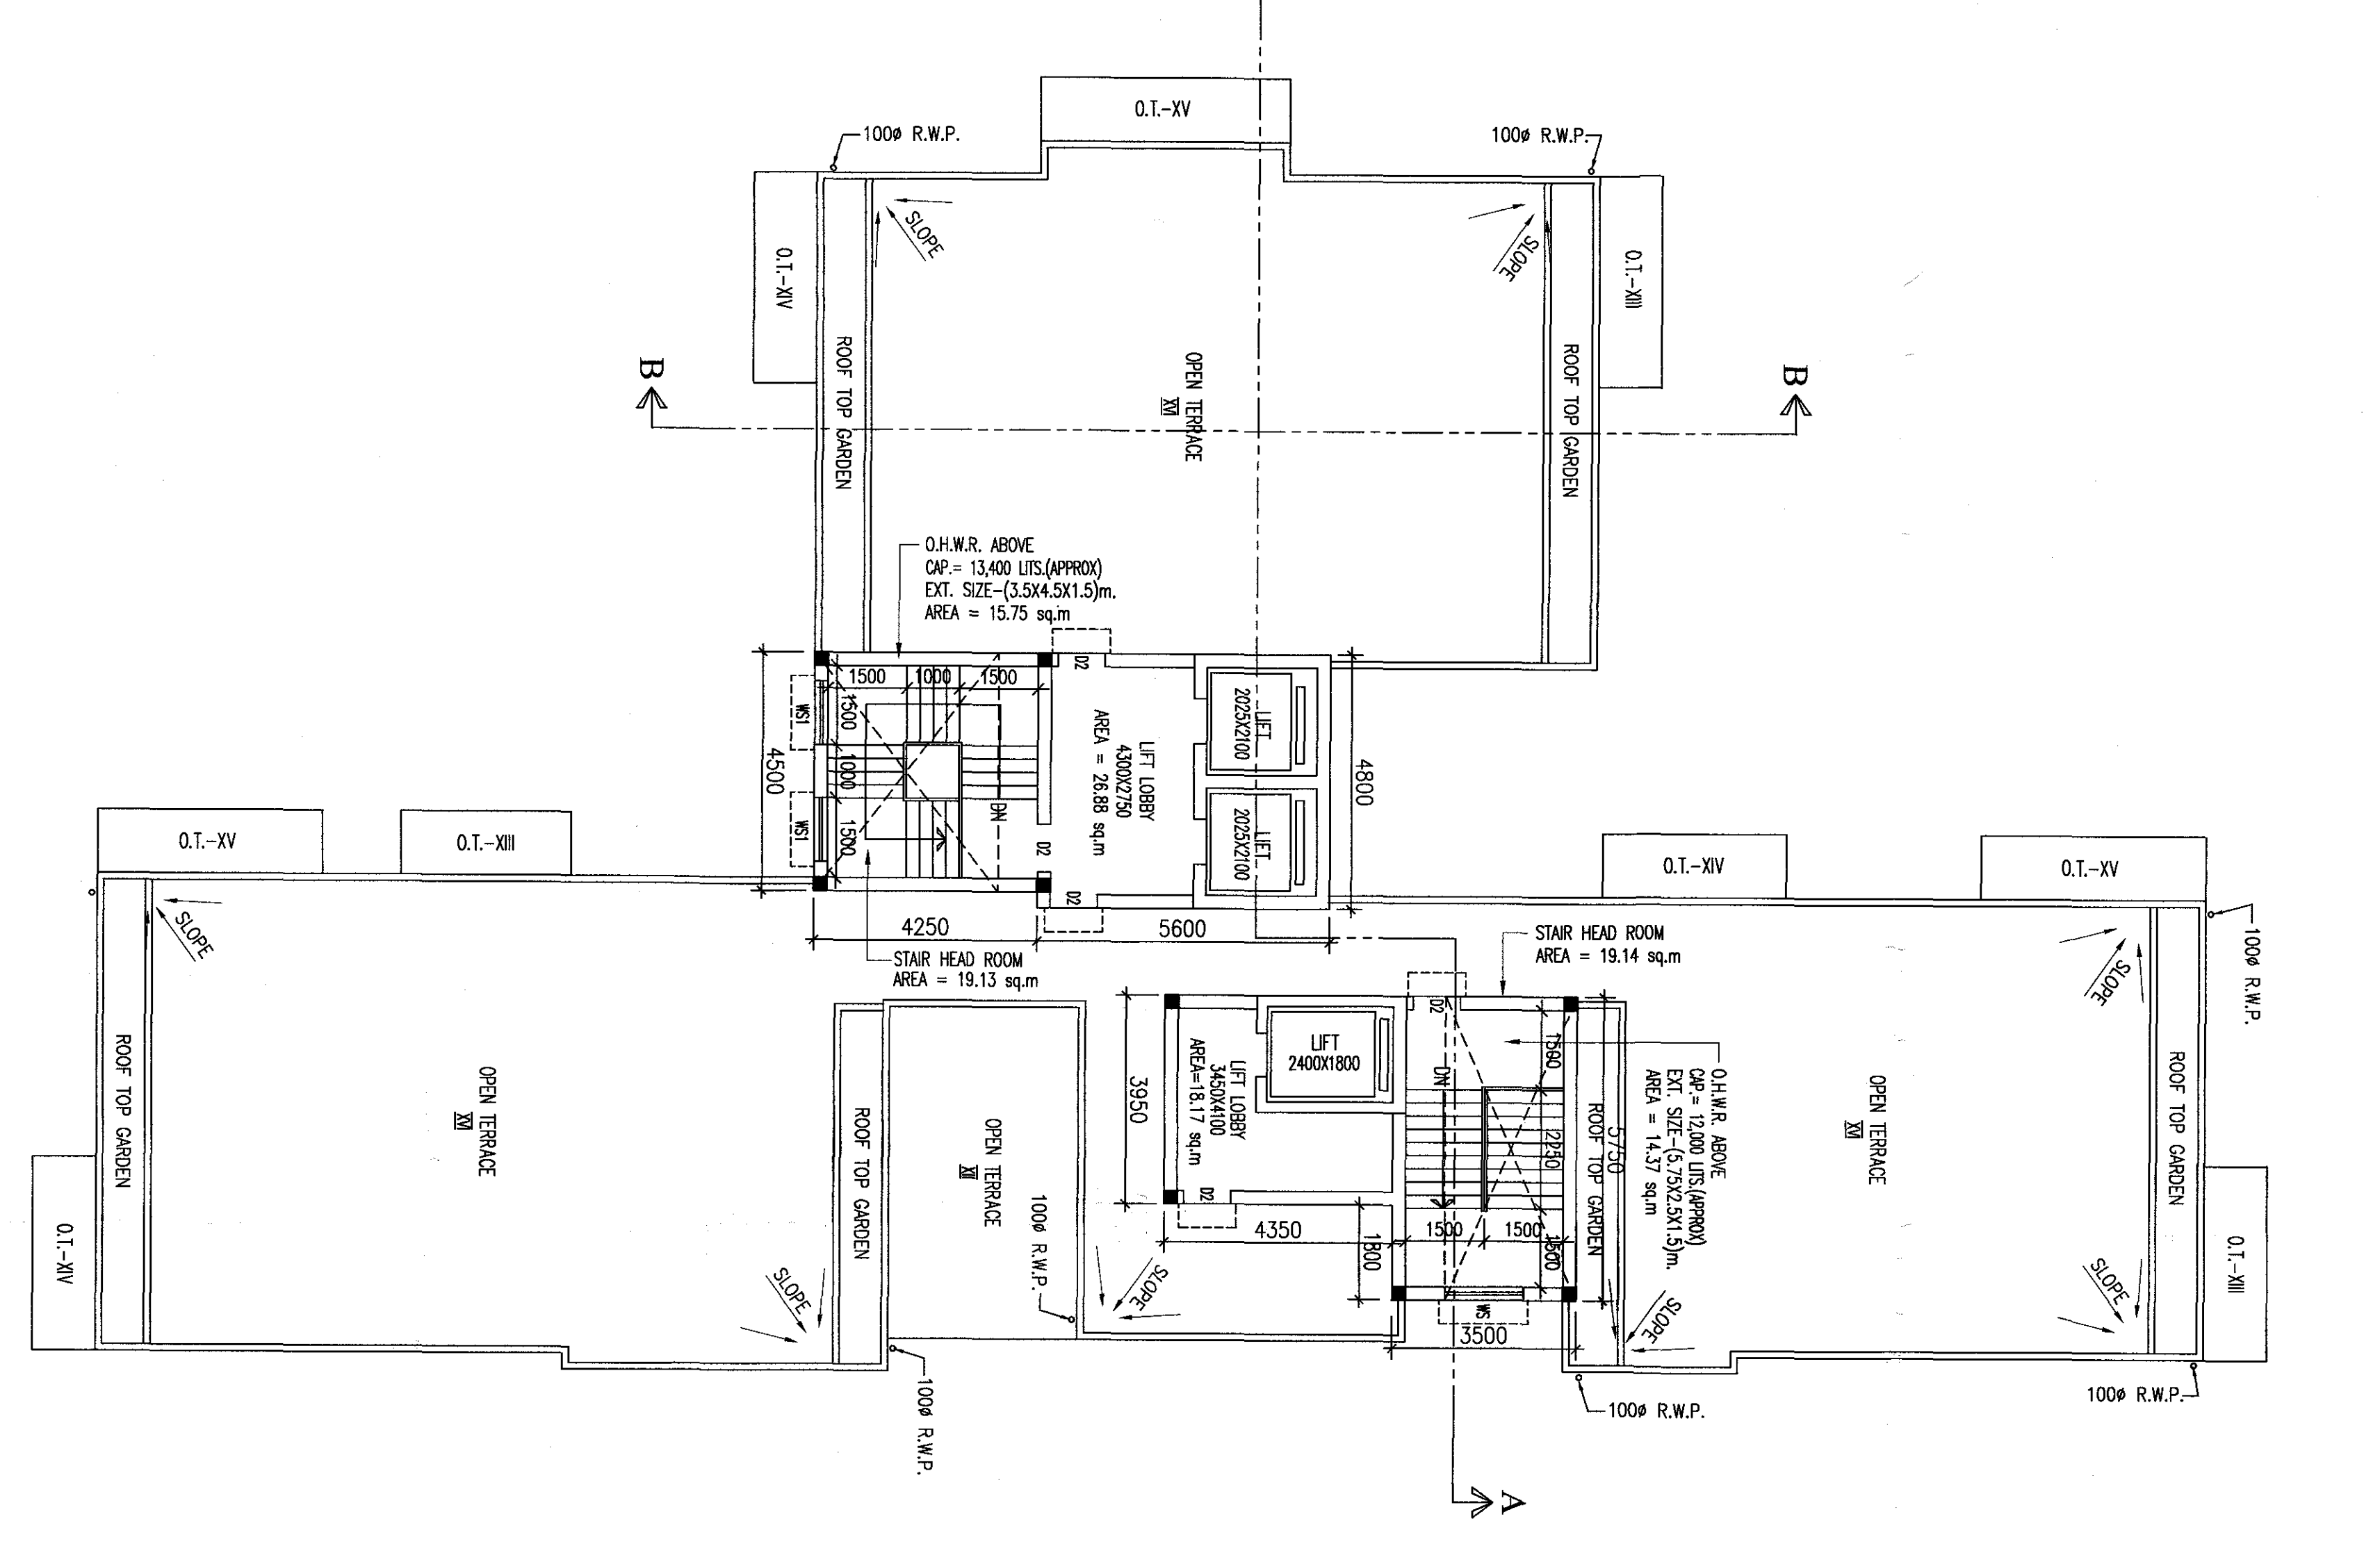 O.T.-XV
100ø R.W.P.
100ø R.W.P.
O.T.-XIV
O.T.-XIII
SLOPE
SLOPE
ROOF TOP GARDEN
OPEN TERRACE
XVI
ROOF TOP GARDEN
B
B
O.H.W.R. ABOVE
CAP.= 13,400 LITS.(APPROX)
EXT. SIZE-(3.5X4.5X1.5)m.
AREA = 15.75 sq.m
D2
1500
1000
1500
WS1
1500
4500
1000
WS1
1500
DN
D2
D2
LIFT LOBBY
4300X2750
AREA = 26.88 sq.m
LIFT
2025X2100
LIFT
2025X2100
4800
4250
5600
STAIR HEAD ROOM
AREA = 19.13 sq.m
O.T.-XV
O.T.-XIII
SLOPE
ROOF TOP GARDEN
OPEN TERRACE
XVI
O.T.-XIV
SLOPE
ROOF TOP GARDEN
OPEN TERRACE
XII
100ø R.W.P.
100ø R.W.P.
3950
LIFT LOBBY
3450X4100
AREA=18.17 sq.m
LIFT
2400X1800
D2
D2
4350
1800
SLOPE
DN
1500
2250
1500
1500
1500
WS
3500
STAIR HEAD ROOM
AREA = 19.14 sq.m
5750
ROOF TOP GARDEN
O.H.W.R. ABOVE
CAP.= 12,000 LITS.(APPROX)
EXT. SIZE-(5.75X2.5X1.5)m.
AREA = 14.37 sq.m
SLOPE
100ø R.W.P.
O.T.-XIV
O.T.-XV
100ø R.W.P.
SLOPE
OPEN TERRACE
XVI
ROOF TOP GARDEN
SLOPE
O.T.-XIII
100ø R.W.P.
A